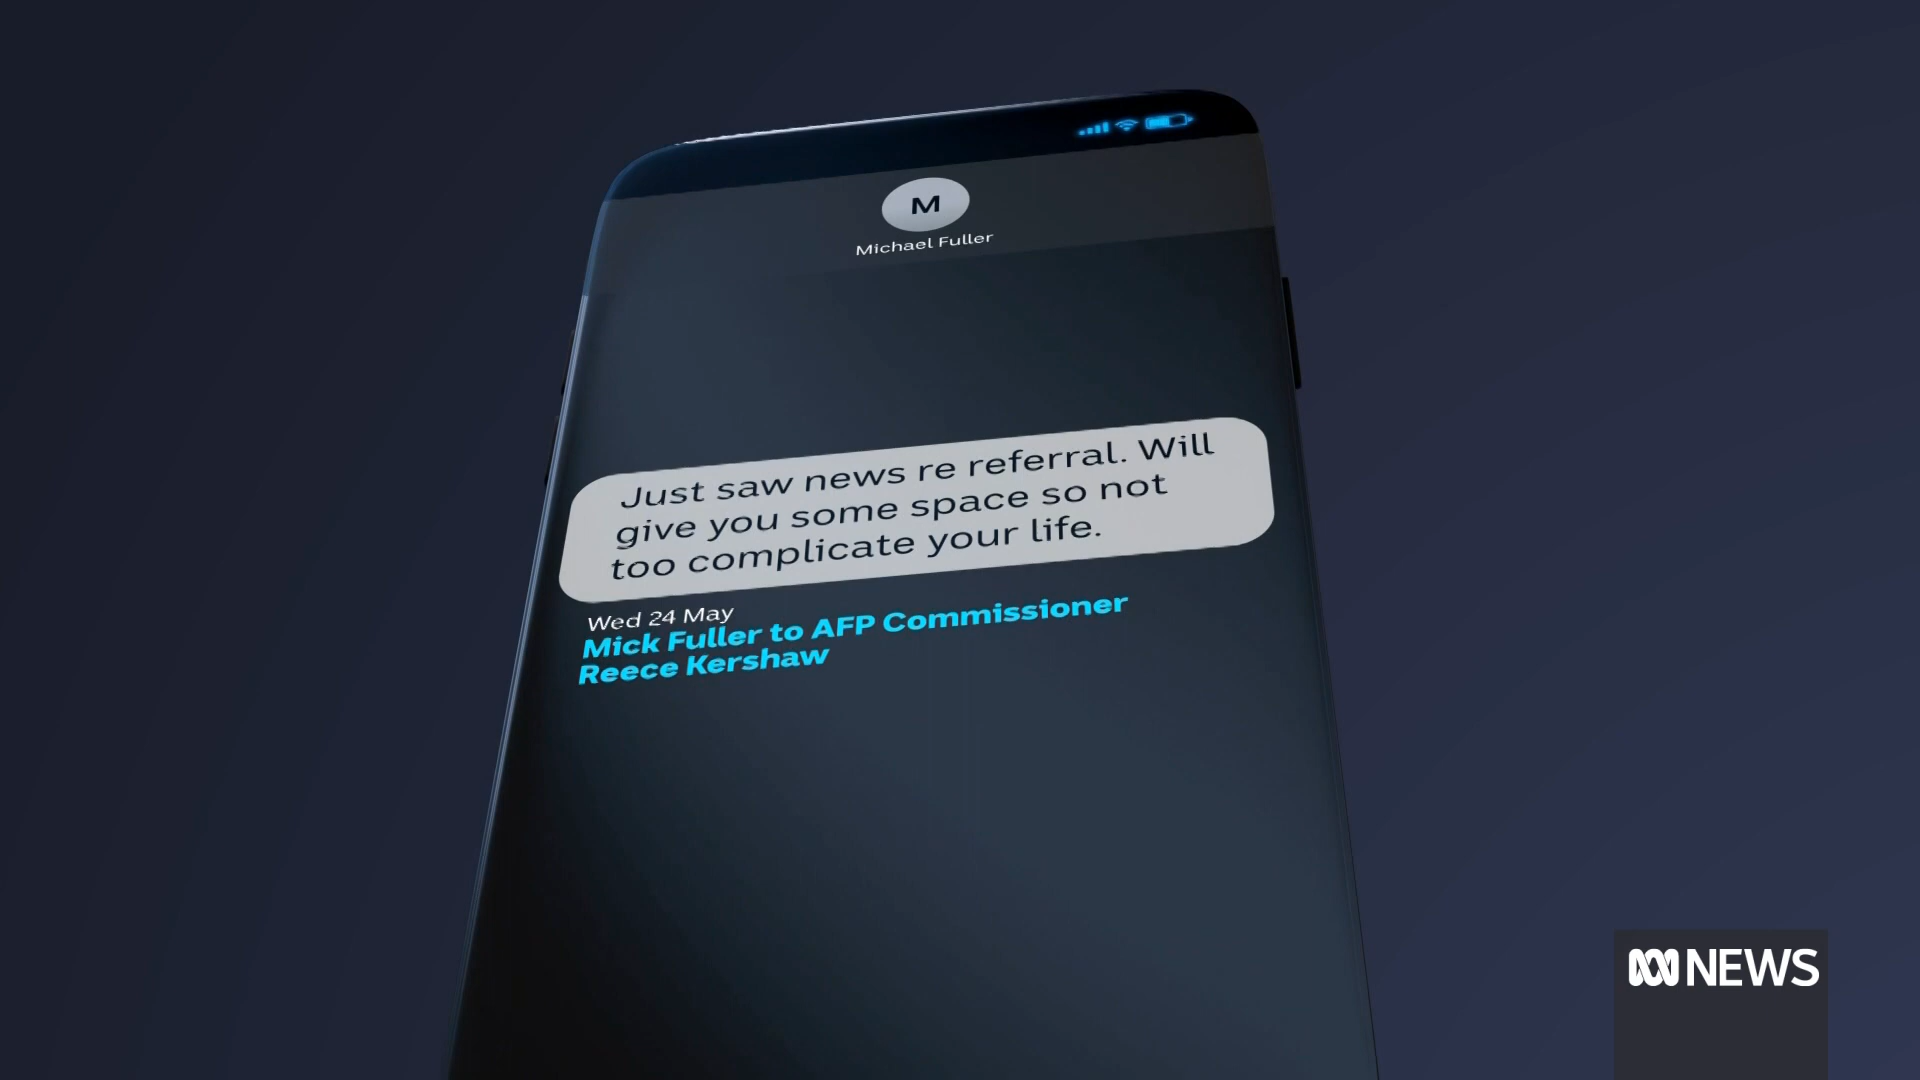 M
Michael Fuller
Just saw news re referral. Will
give you some space so not
too complicate your life.
Wed 24 May
Mick Fuller to AFP Commissioner
Reece Kershaw
NEWS